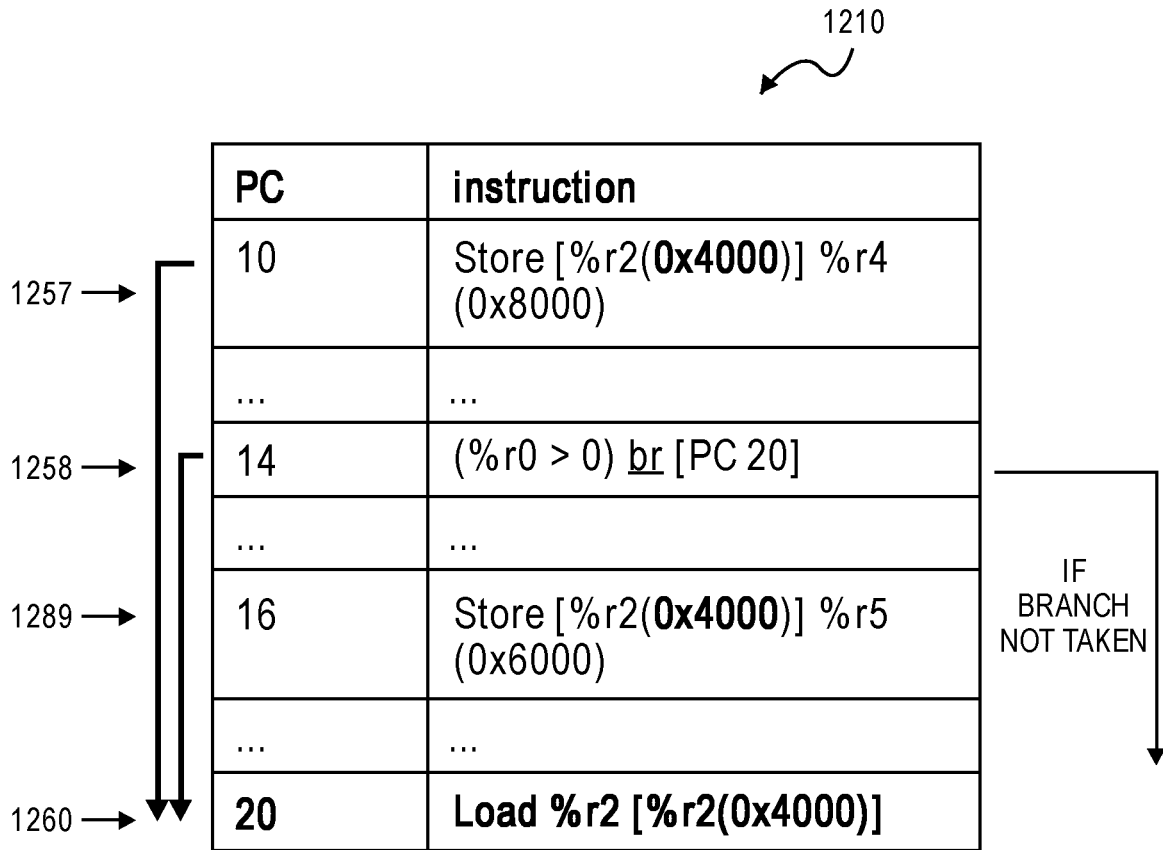 1210
PC instruction
1257 10 Store [%r2(0x4000)] %r4
(0x8000)
... ...
1258 14 (%r0 > 0) br [PC 20]
... ...
IF
BRANCH
NOT TAKEN
1289 16 Store [%r2(0x4000)] %r5
(0x6000)
... ...
1260 20 Load %r2 [%r2(0x4000)]